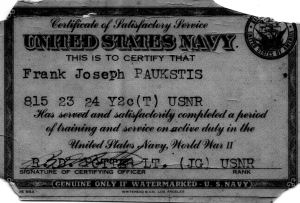 Certificate of Satisfactory Service
UNITED STATES NAVY
THIS IS TO CERTIFY THAT
Frank Joseph PAUKSTIS
815 23 24 Y2c(T) USNR
Has served and satisfactorily completed a period
of training and service on active duty in the
United States Navy, World War II
R. D. POTTER LT. (JG) USNR
SIGNATURE OF CERTIFYING OFFICER RANK
GENUINE ONLY IF WATERMARKED - U. S. NAVY